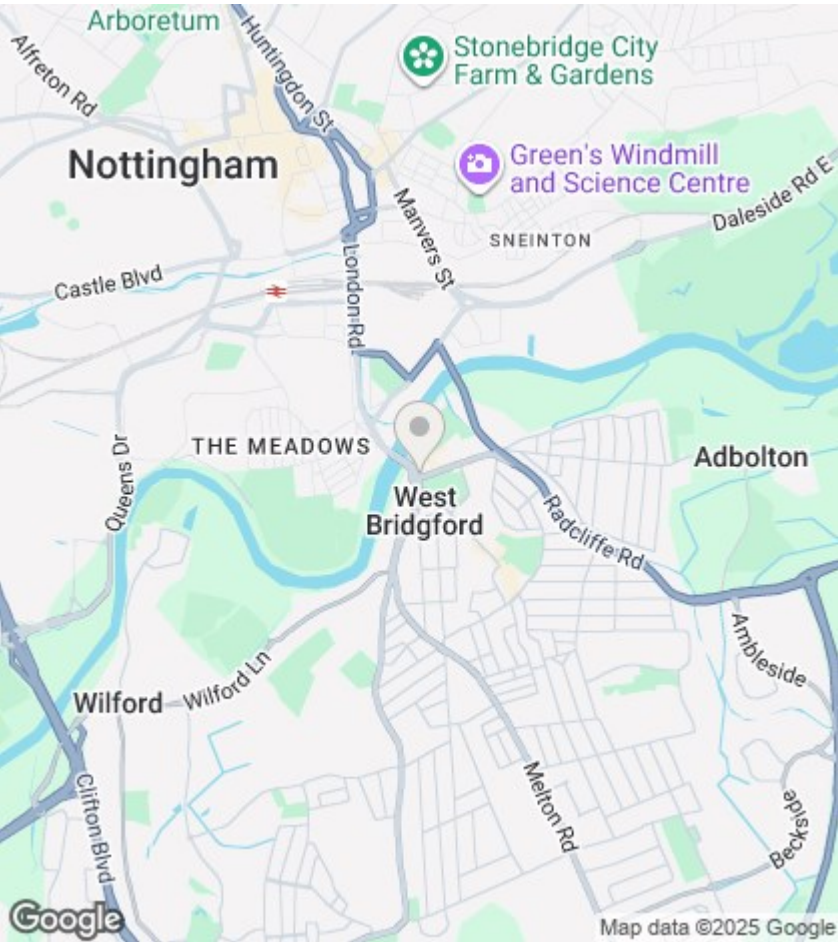 Arboretum
Alfreton Rd
Huntingdon St
Stonebridge City
Farm & Gardens
Nottingham
Green's Windmill
and Science Centre
Manvers St
SNEINTON
Daleside Rd E
Castle Blvd
London Rd
THE MEADOWS
Queens Dr
Adbolton
West
Bridgford
Radcliffe Rd
Ambleside
Wilford
Wilford Ln
Clifton Blvd
Melton Rd
Beckside
Google
Map data ©2025 Google